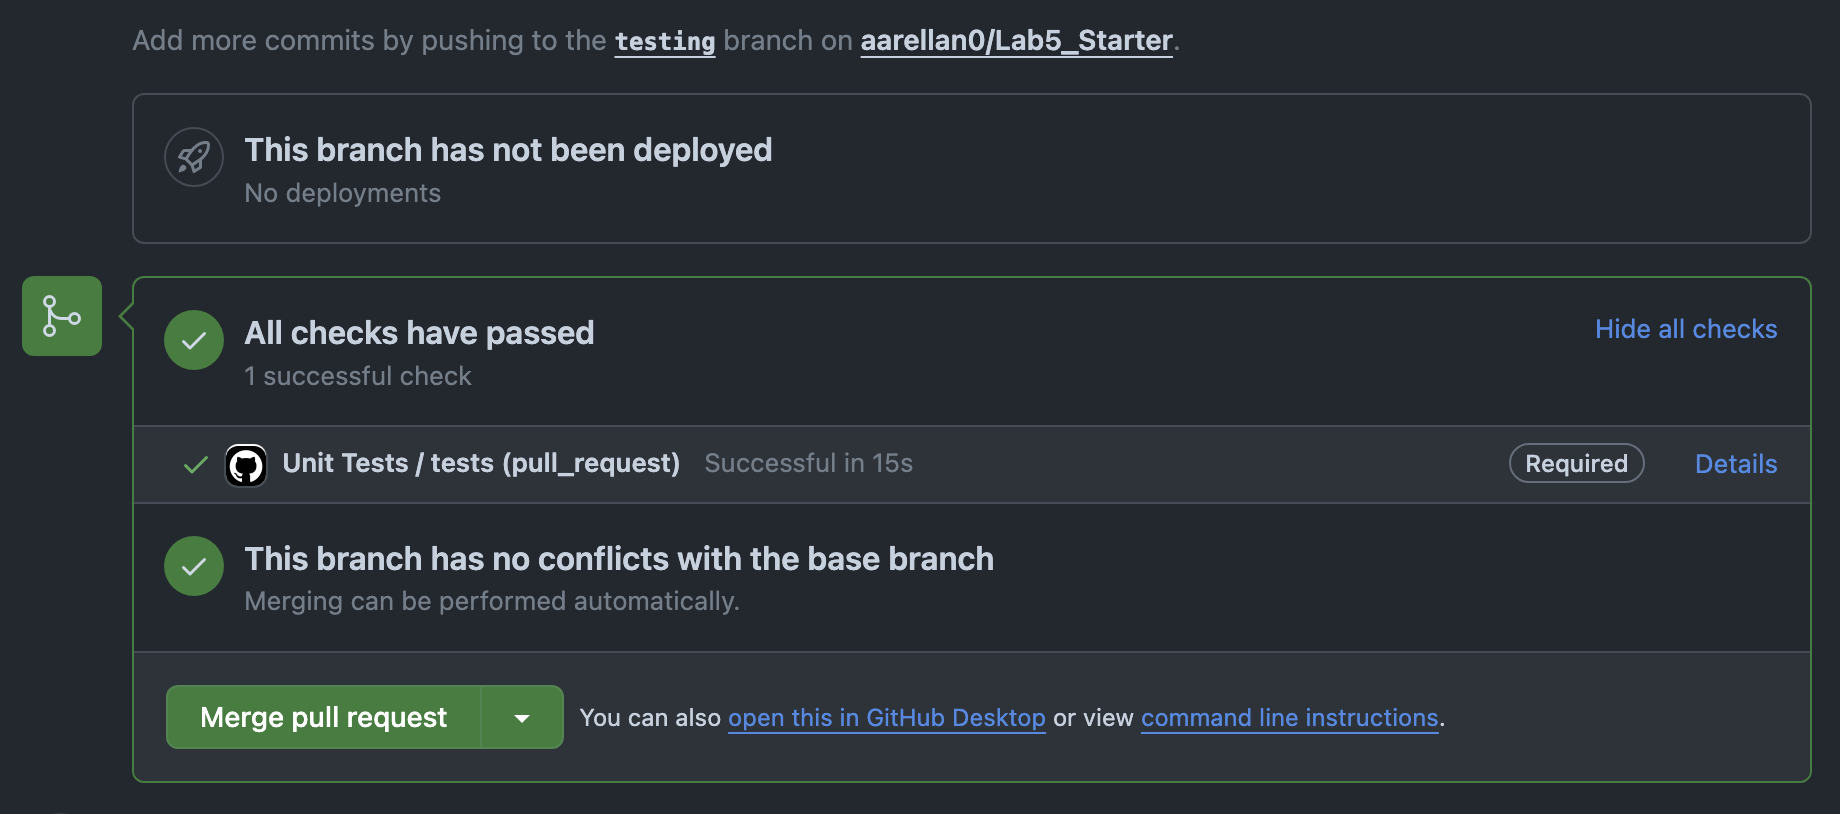 Add more commits by pushing to the testing branch on aarellan0/Lab5_Starter.
This branch has not been deployed
No deployments
All checks have passed
Hide all checks
1 successful check
Unit Tests / tests (pull_request) Successful in 15s Required Details
This branch has no conflicts with the base branch
Merging can be performed automatically.
Merge pull request You can also open this in GitHub Desktop or view command line instructions.